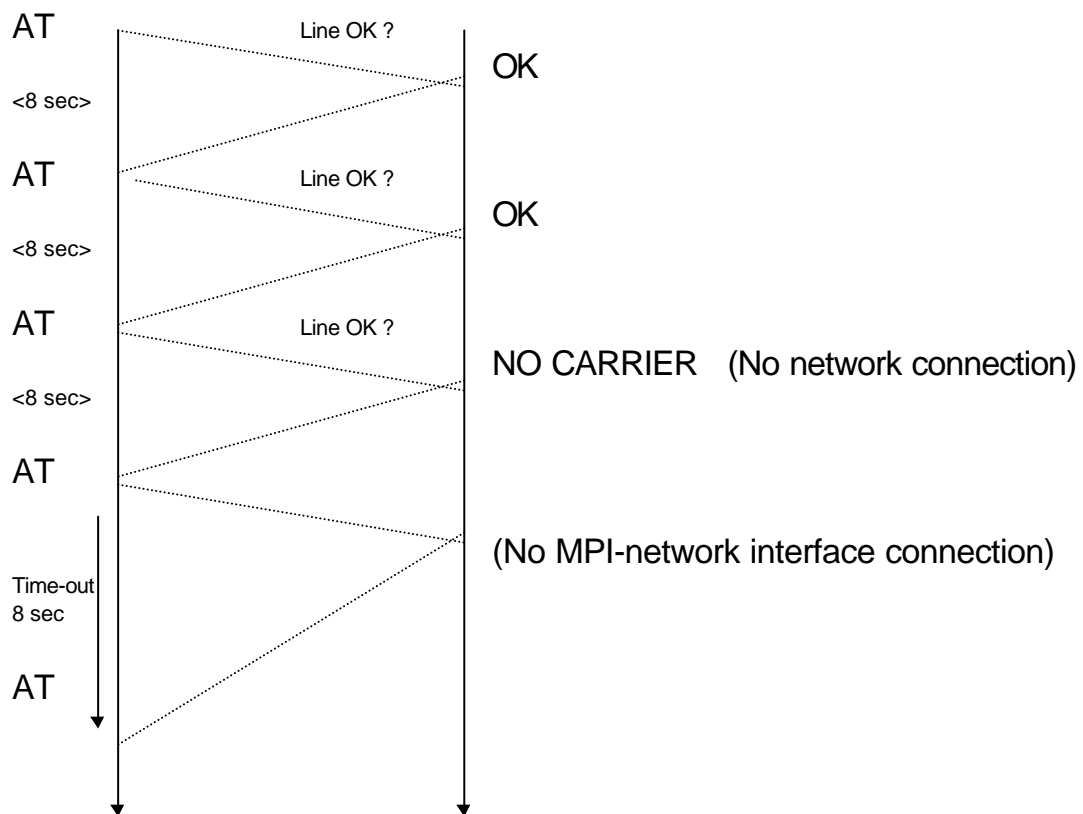 AT
Line OK ?
OK
<8 sec>
AT
Line OK ?
OK
<8 sec>
AT
Line OK ?
NO CARRIER (No network connection)
<8 sec>
AT
(No MPI-network interface connection)
Time-out
8 sec
AT